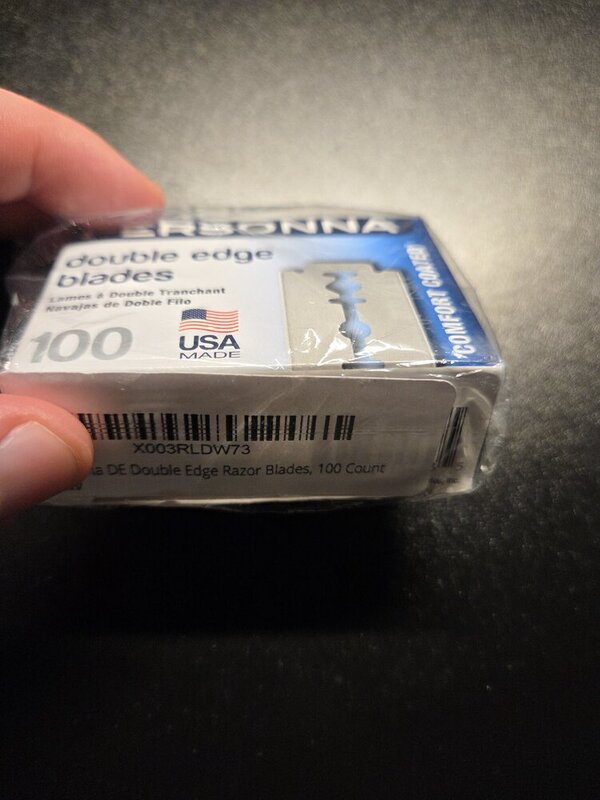 double edge
blades
Lames à Double Tranchant
Navajas de Doble Filo
100
USA
MADE
COMFORT COATED
X003RLDW73
DE Double Edge Razor Blades, 100 Count